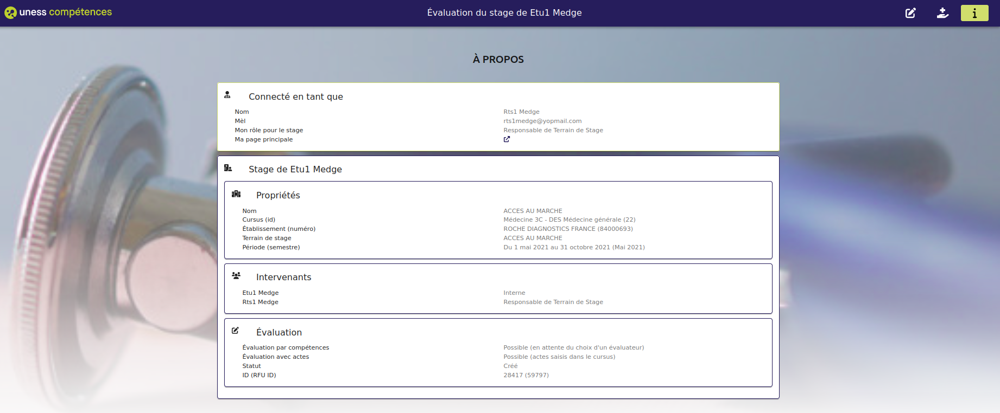 uness compétences
Évaluation du stage de Etu1 Medge
À PROPOS
Connecté en tant que
Nom Rts1 Medge
Mèl rts1medge@yopmail.com
Mon rôle pour le stage Responsable de Terrain de Stage
Ma page principale
Stage de Etu1 Medge
Propriétés
Nom ACCES AU MARCHE
Cursus (id) Médecine 3C - DES Médecine générale (22)
Établissement (numéro) ROCHE DIAGNOSTICS FRANCE (84000693)
Terrain de stage ACCES AU MARCHE
Période (semestre) Du 1 mai 2021 au 31 octobre 2021 (Mai 2021)
Intervenants
Etu1 Medge Interne
Rts1 Medge Responsable de Terrain de Stage
Évaluation
Évaluation par compétences Possible (en attente du choix d'un évaluateur)
Évaluation avec actes Possible (actes saisis dans le cursus)
Statut Créé
ID (RFU ID) 28417 (59797)